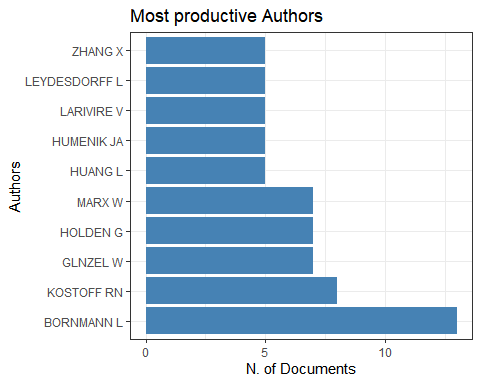 Most productive Authors
ZHANG X
LEYDESDORFF L
LARIVIRE V
HUMENIK JA
HUANG L
MARX W
HOLDEN G
GLNZEL W
KOSTOFF RN
BORNMANN L
Authors
0 5 10
N. of Documents